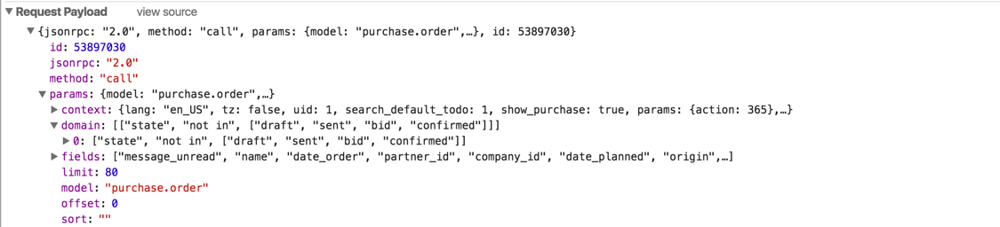 Request Payload view source
{jsonrpc: "2.0", method: "call", params: {model: "purchase.order",…}, id: 53897030}
id: 53897030
jsonrpc: "2.0"
method: "call"
params: {model: "purchase.order",…}
context: {lang: "en_US", tz: false, uid: 1, search_default_todo: 1, show_purchase: true, params: {action: 365},…}
domain: [["state", "not in", ["draft", "sent", "bid", "confirmed"]]]
0: ["state", "not in", ["draft", "sent", "bid", "confirmed"]]
fields: ["message_unread", "name", "date_order", "partner_id", "company_id", "date_planned", "origin",…]
limit: 80
model: "purchase.order"
offset: 0
sort: ""